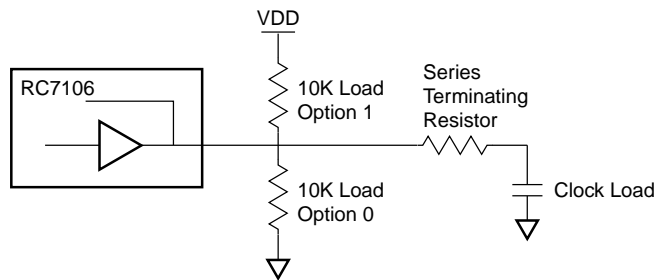 VDD
RC7106
10K Load
Option 1
Series
Terminating
Resistor
10K Load
Option 0
Clock Load